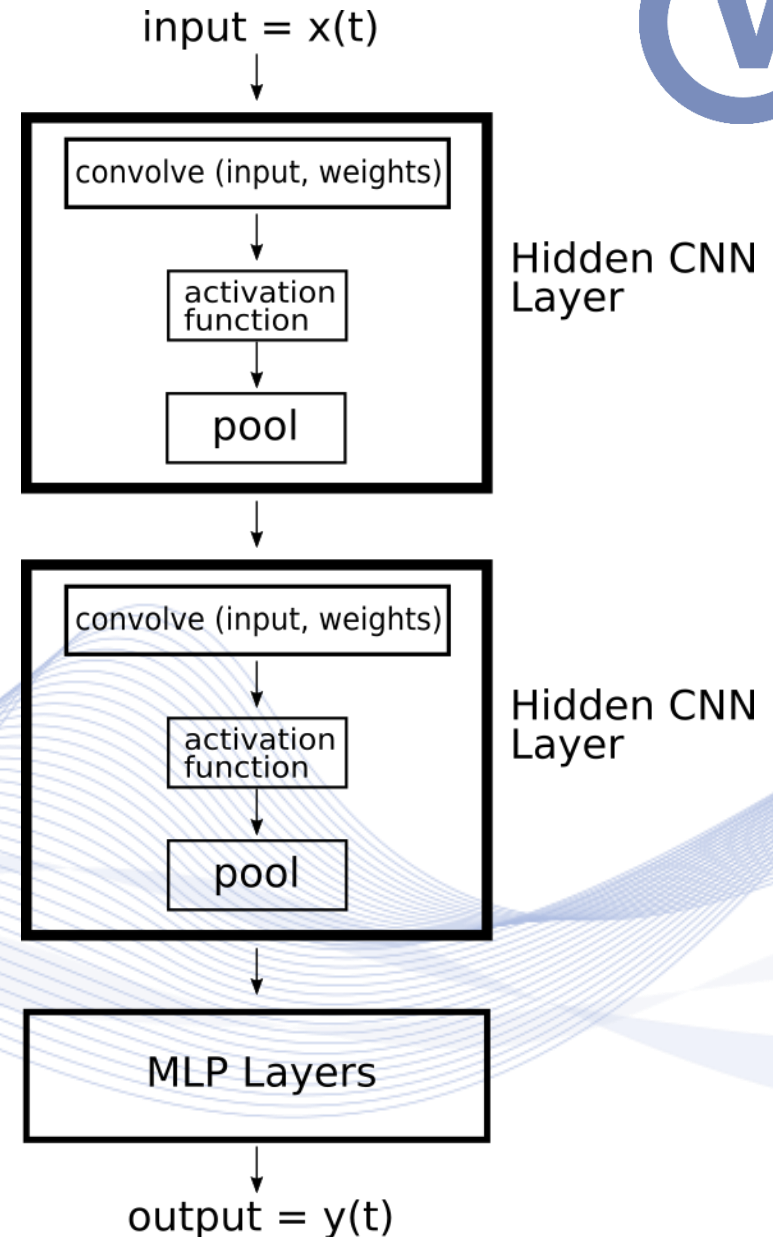 input = x(t)
convolve (input, weights)
activation
function
pool
Hidden CNN
Layer
convolve (input, weights)
activation
function
pool
Hidden CNN
Layer
MLP Layers
output = y(t)